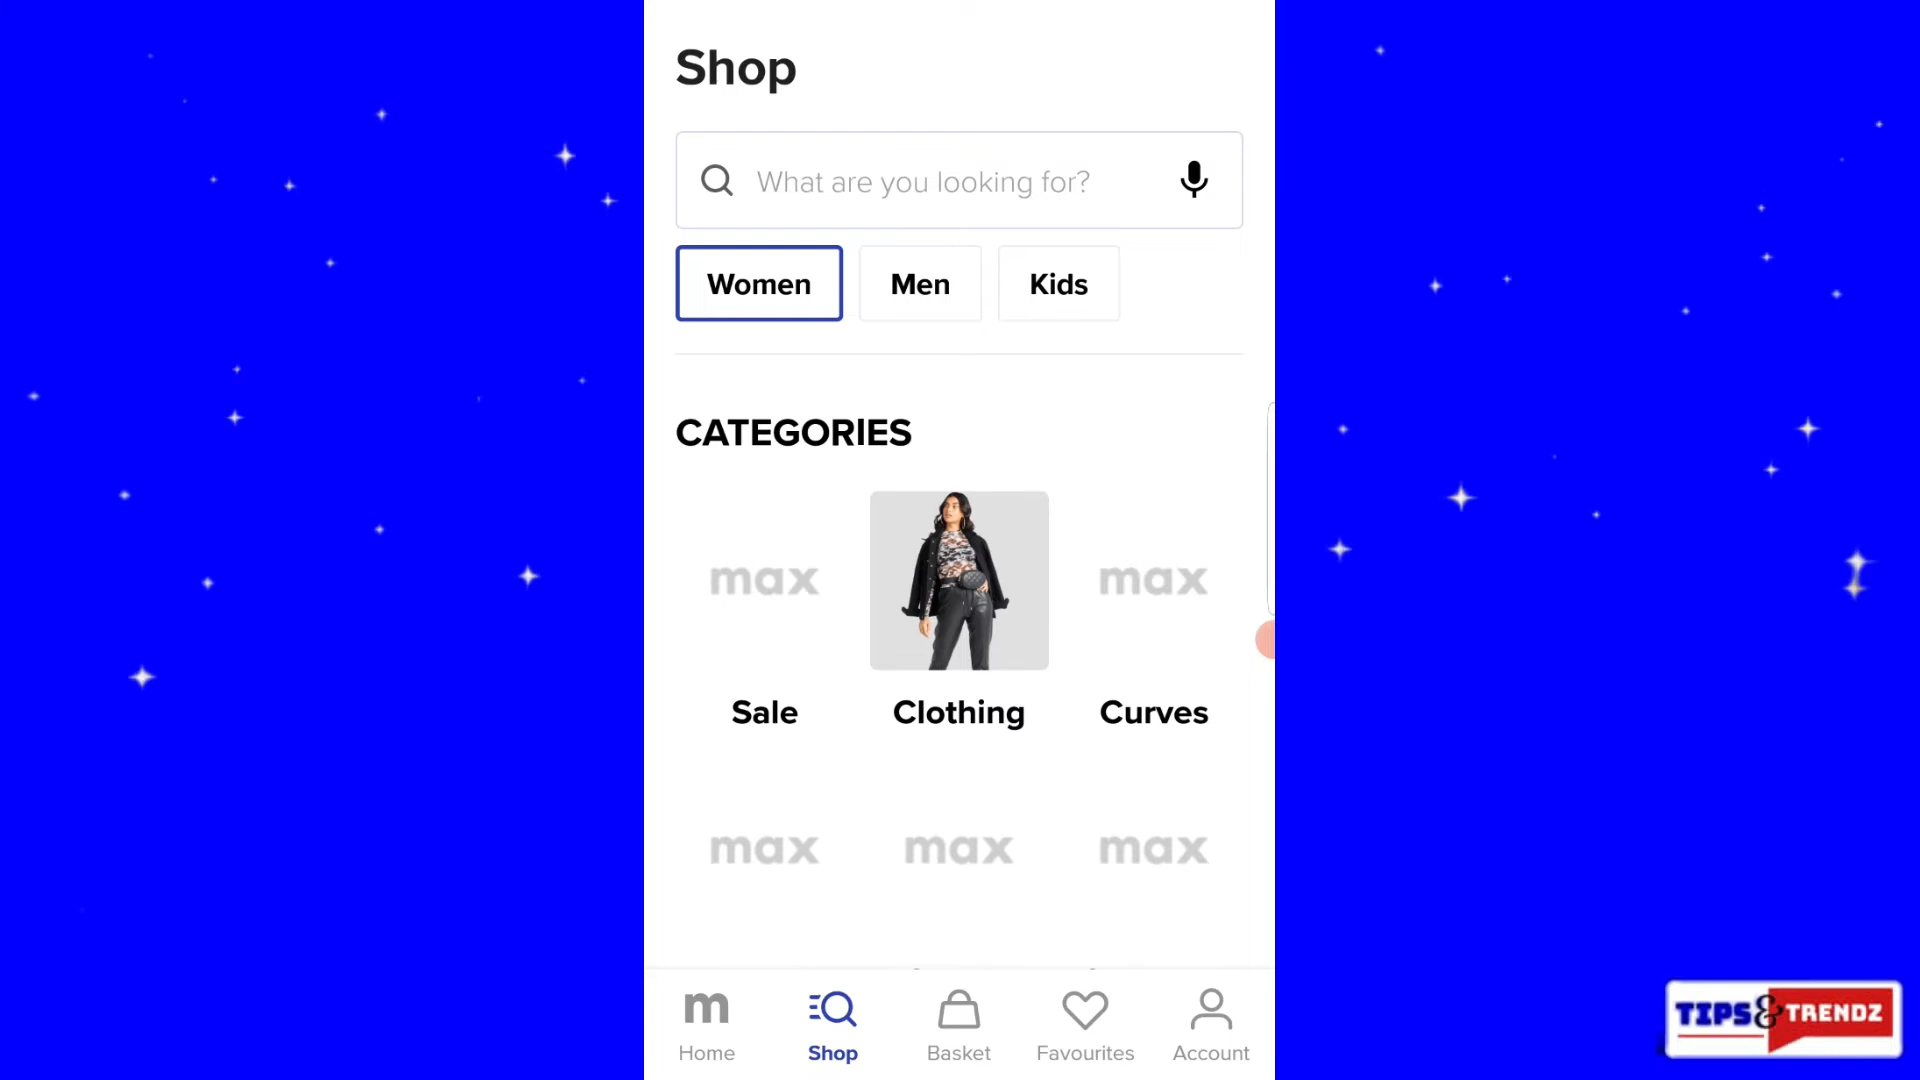 Shop
What are you looking for?
Women Men Kids
CATEGORIES
max max
Sale Clothing Curves
max max max
m
Home Shop Basket Favourites Account
TIPS & TRENDZ